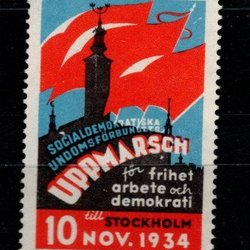 SOCIALDEMOKRATISKA
UNGDOMSFÖRBUNDETS
UPPMARSCH
för frihet
arbete och
demokrati
till STOCKHOLM
10 NOV. 1934